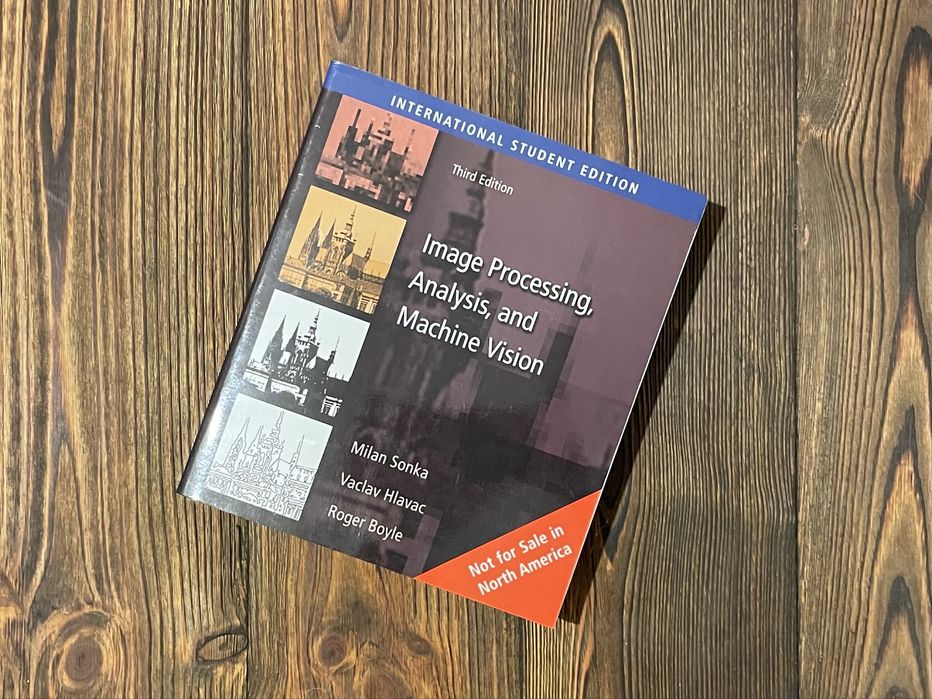 INTERNATIONAL STUDENT EDITION
Third Edition
Image Processing,
Analysis, and
Machine Vision
Milan Sonka
Vaclav Hlavac
Roger Boyle
Not for Sale in
North America